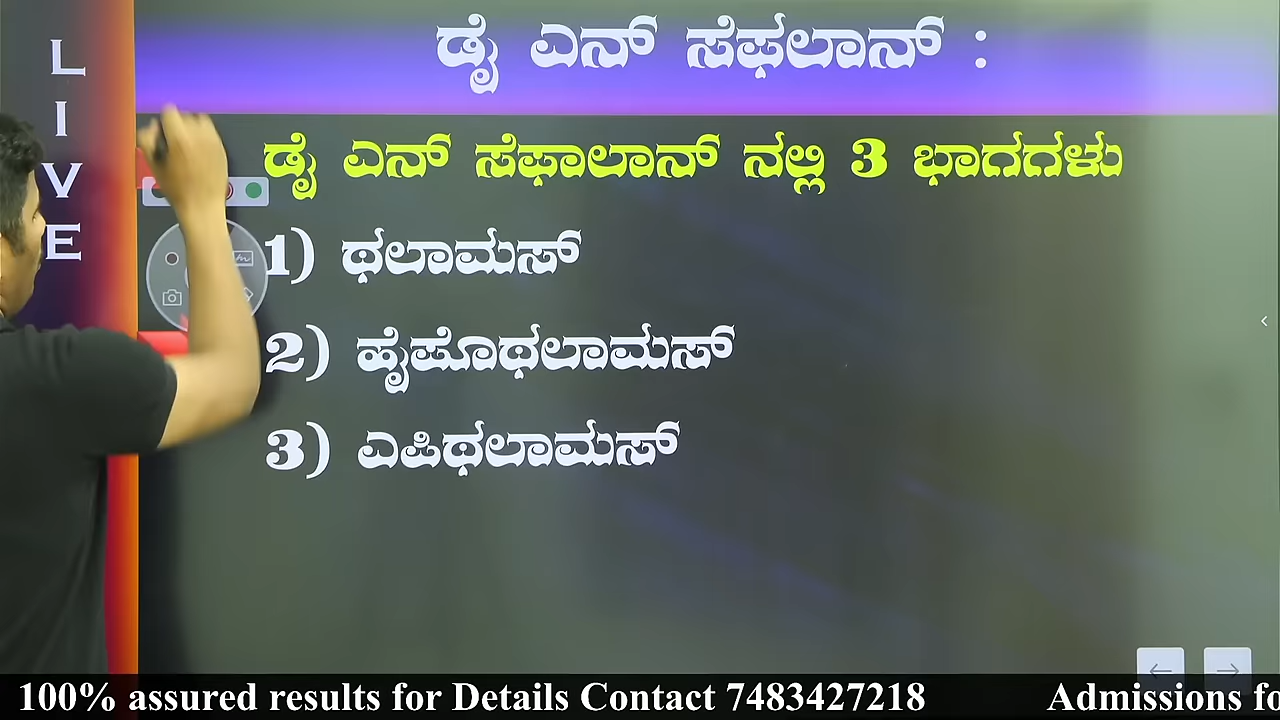 LIVE
ಡೈ ಎನ್ ಸೆಫಲಾನ್ :
ಡೈ ಎನ್ ಸೆಫಾಲಾನ್ ನಲ್ಲಿ 3 ಭಾಗಗಳು
1) ಥಲಾಮಸ್
2) ಹೈಪೊಥಲಾಮಸ್
3) ಎಪಿಥಲಾಮಸ್
100% assured results for Details Contact 7483427218 Admissions fo